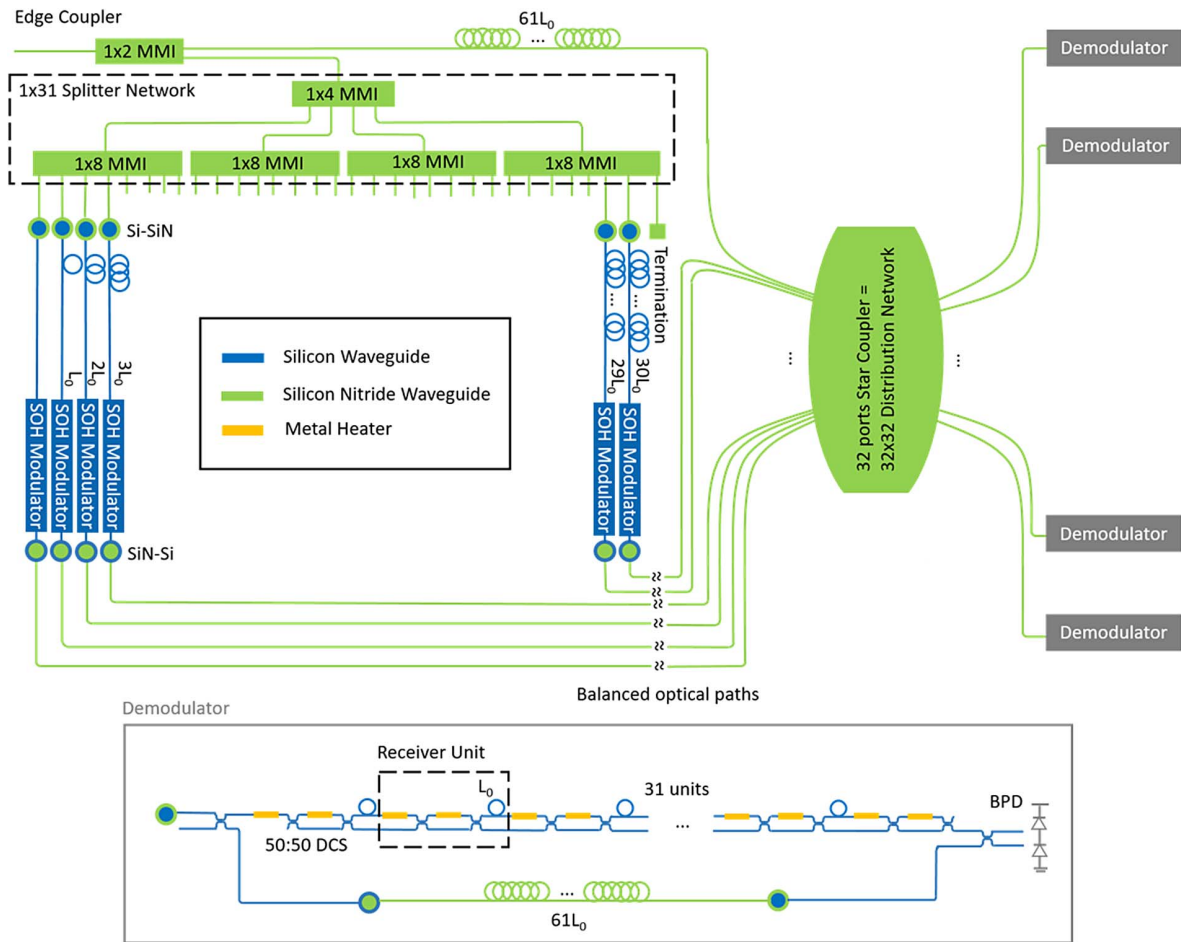 Edge Coupler
61L₀
...
1x2 MMI
Demodulator
1x31 Splitter Network
1x4 MMI
Demodulator
1x8 MMI
1x8 MMI
1x8 MMI
1x8 MMI
Si-SiN
Termination
...
...
L₀
2L₀
3L₀
29L₀
30L₀
Silicon Waveguide
Silicon Nitride Waveguide
Metal Heater
SOH Modulator
SOH Modulator
SOH Modulator
SOH Modulator
SOH Modulator
SOH Modulator
SiN-Si
32 ports Star Coupler =
32x32 Distribution Network
...
...
Demodulator
Demodulator
≈
≈
≈
≈
≈
≈
Balanced optical paths
Demodulator
Receiver Unit
L₀
31 units
BPD
50:50 DCS
...
...
61L₀